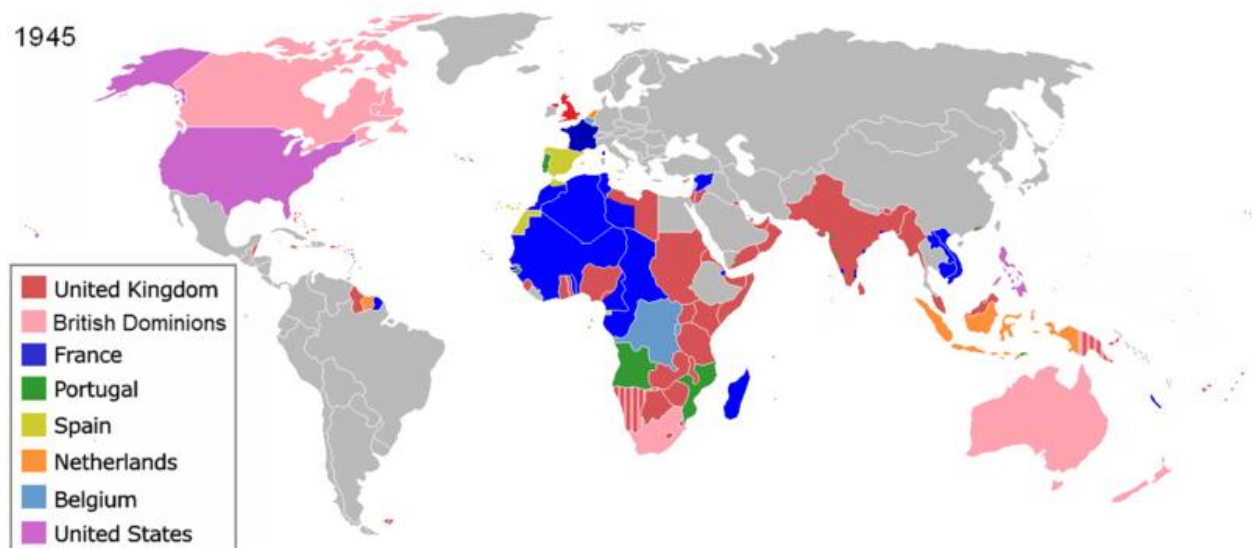 1945
United Kingdom
British Dominions
France
Portugal
Spain
Netherlands
Belgium
United States